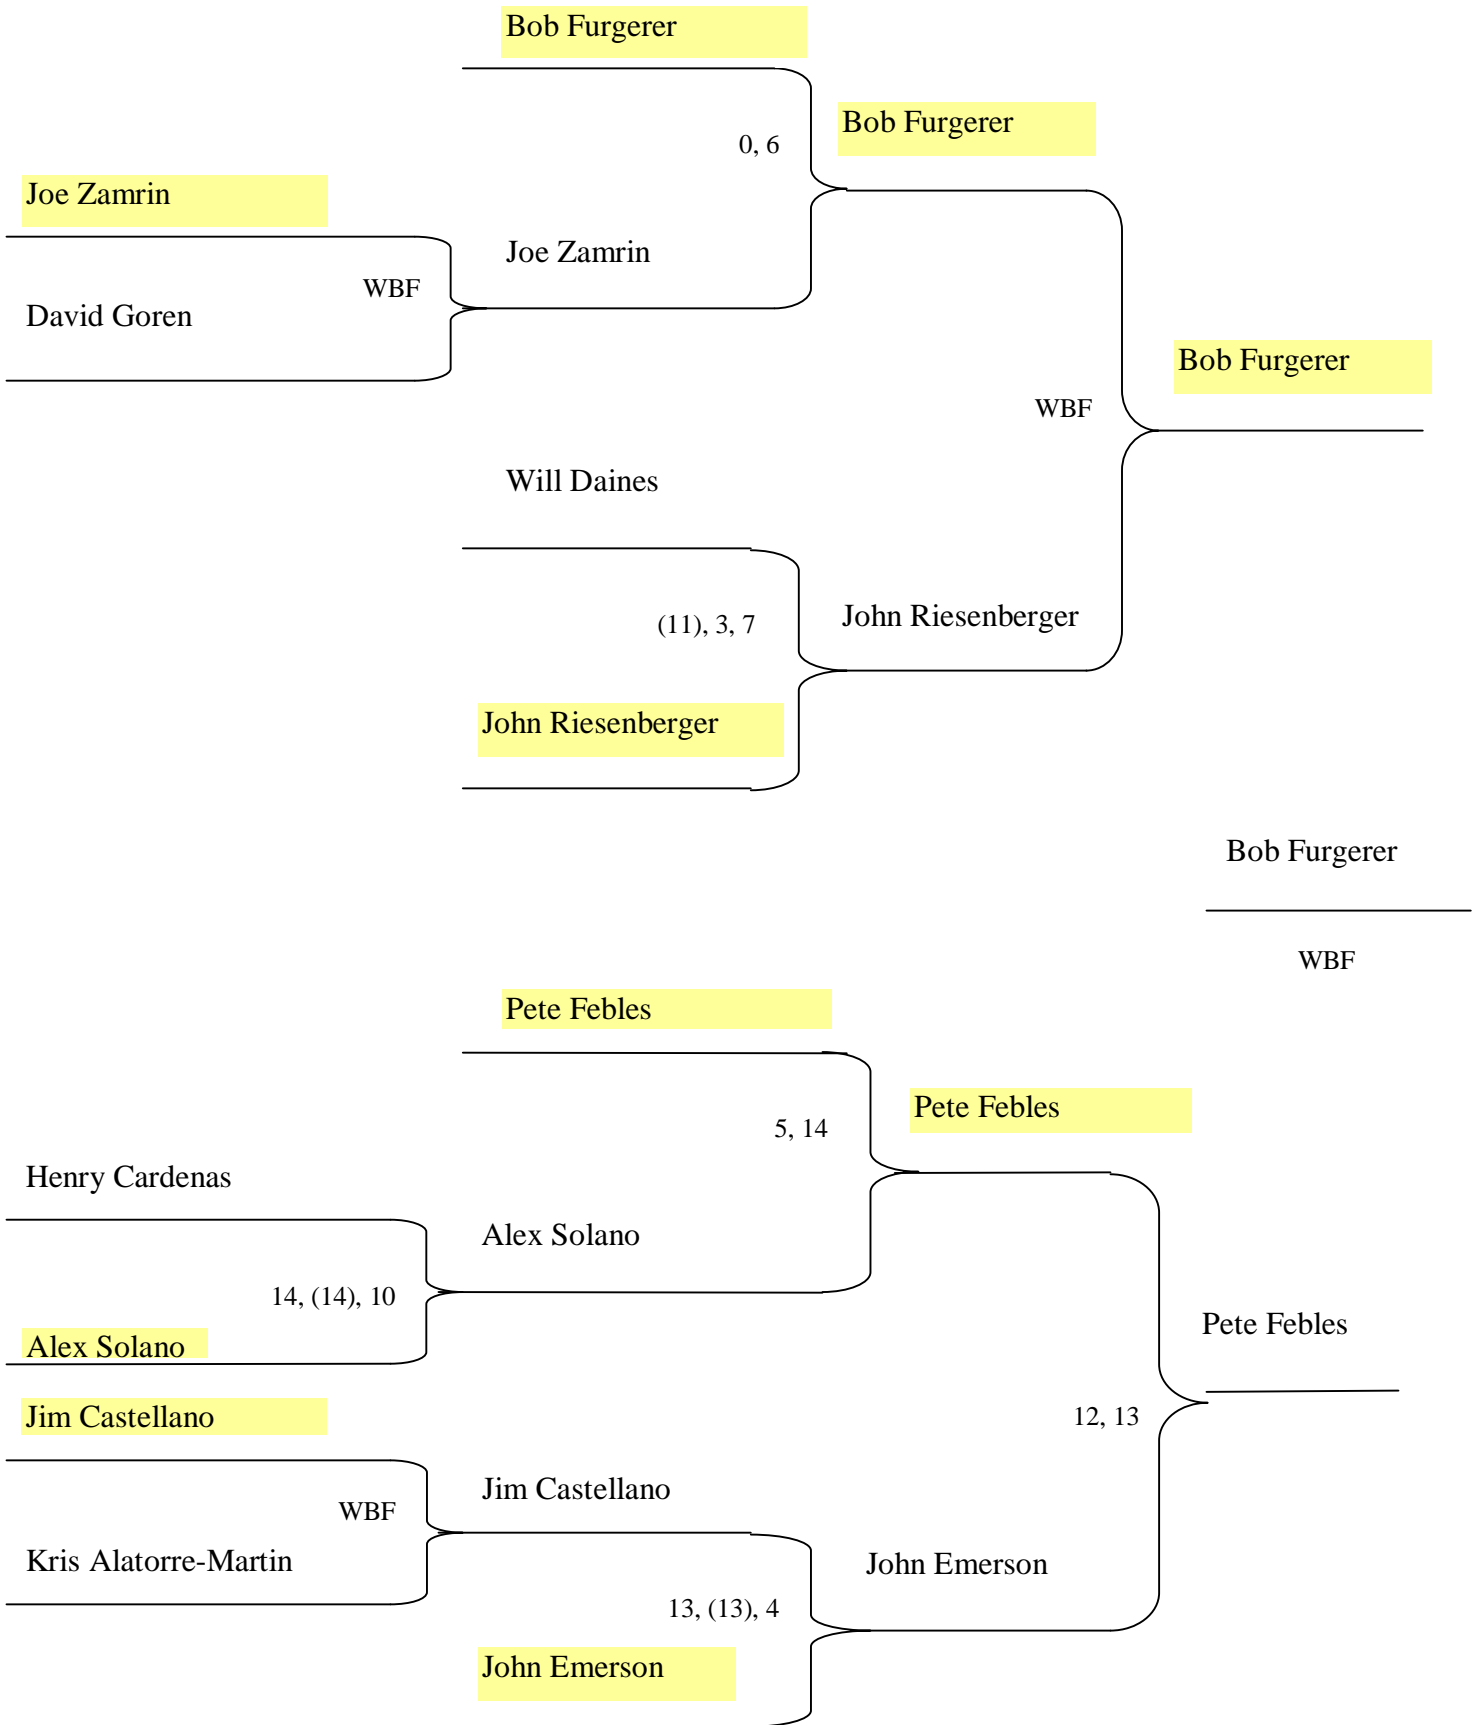 Bob Furgerer
Bob Furgerer
0, 6
Joe Zamrin
Joe Zamrin
WBF
David Goren
Bob Furgerer
WBF
Will Daines
John Riesenberger
(11), 3, 7
John Riesenberger
Bob Furgerer
WBF
Pete Febles
Pete Febles
5, 14
Henry Cardenas
Alex Solano
14, (14), 10
Alex Solano
Pete Febles
Jim Castellano
12, 13
Jim Castellano
WBF
Kris Alatorre-Martin
John Emerson
13, (13), 4
John Emerson